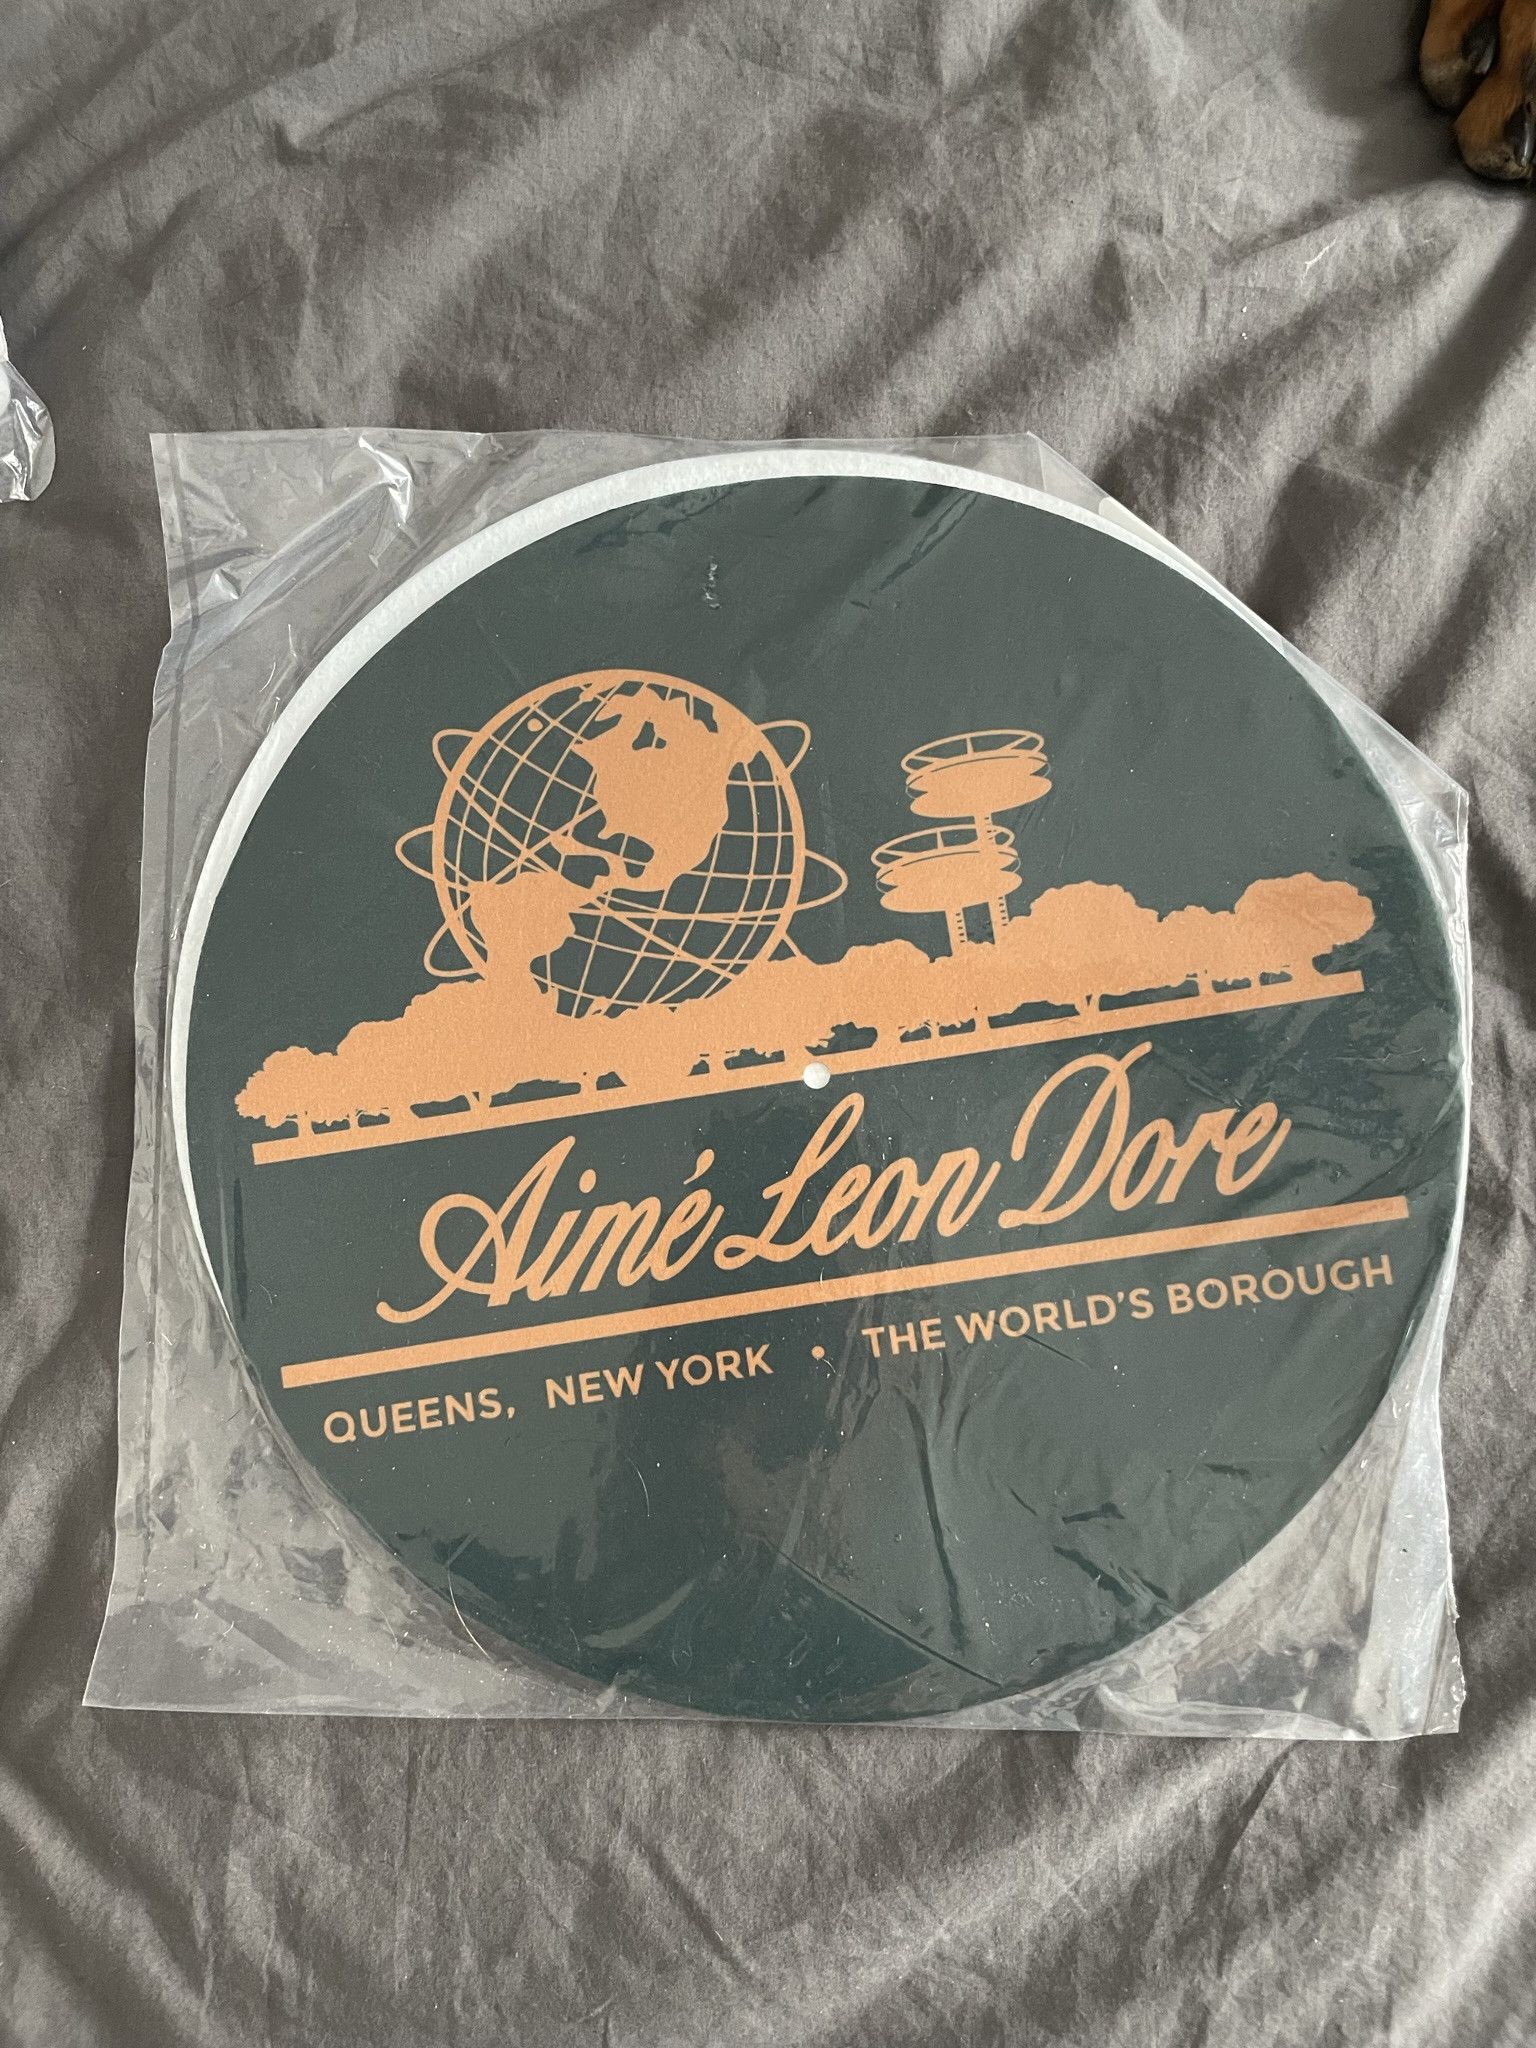 Aimé Leon Dore
QUEENS, NEW YORK • THE WORLD'S BOROUGH